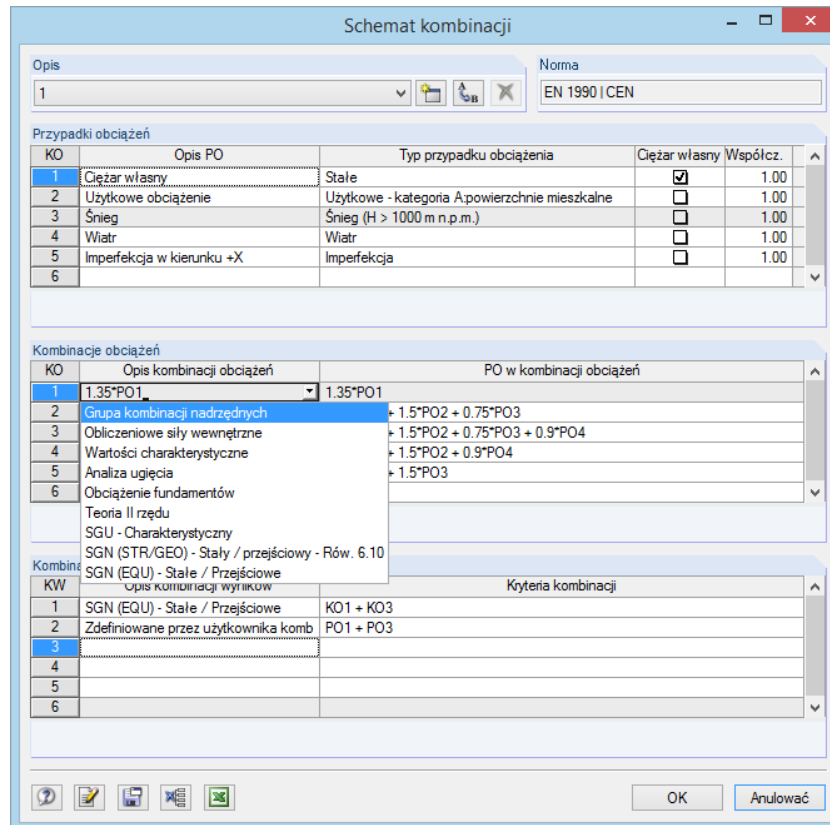 Schemat kombinacji
Opis
Norma
1
EN 1990 | CEN
Przypadki obciążeń
KO Opis PO Typ przypadku obciążenia Ciężar własny Współcz.
1 Ciężar własny Stałe 1.00
2 Użytkowe obciążenie Użytkowe - kategoria A:powierzchnie mieszkalne 1.00
3 Śnieg Śnieg (H > 1000 m n.p.m.) 1.00
4 Wiatr Wiatr 1.00
5 Imperfekcja w kierunku +X Imperfekcja 1.00
6
Kombinacje obciążeń
KO Opis kombinacji obciążeń PO w kombinacji obciążeń
1 1.35*PO1 1.35*PO1
2 Grupa kombinacji nadrzędnych + 1.5*PO2 + 0.75*PO3
3 Obliczeniowe siły wewnętrzne + 1.5*PO2 + 0.75*PO3 + 0.9*PO4
4 Wartości charakterystyczne + 1.5*PO2 + 0.9*PO4
5 Analiza ugięcia + 1.5*PO3
6 Obciążenie fundamentów
Teoria II rzędu
SGU - Charakterystyczny
SGN (STR/GEO) - Stały / przejściowy - Rów. 6.10
Kombina SGN (EQU) - Stałe / Przejściowe
KW Opis kombinacji wyników Kryteria kombinacji
1 SGN (EQU) - Stałe / Przejściowe KO1 + KO3
2 Zdefiniowane przez użytkownika komb PO1 + PO3
3
4
5
6
OK Anulować